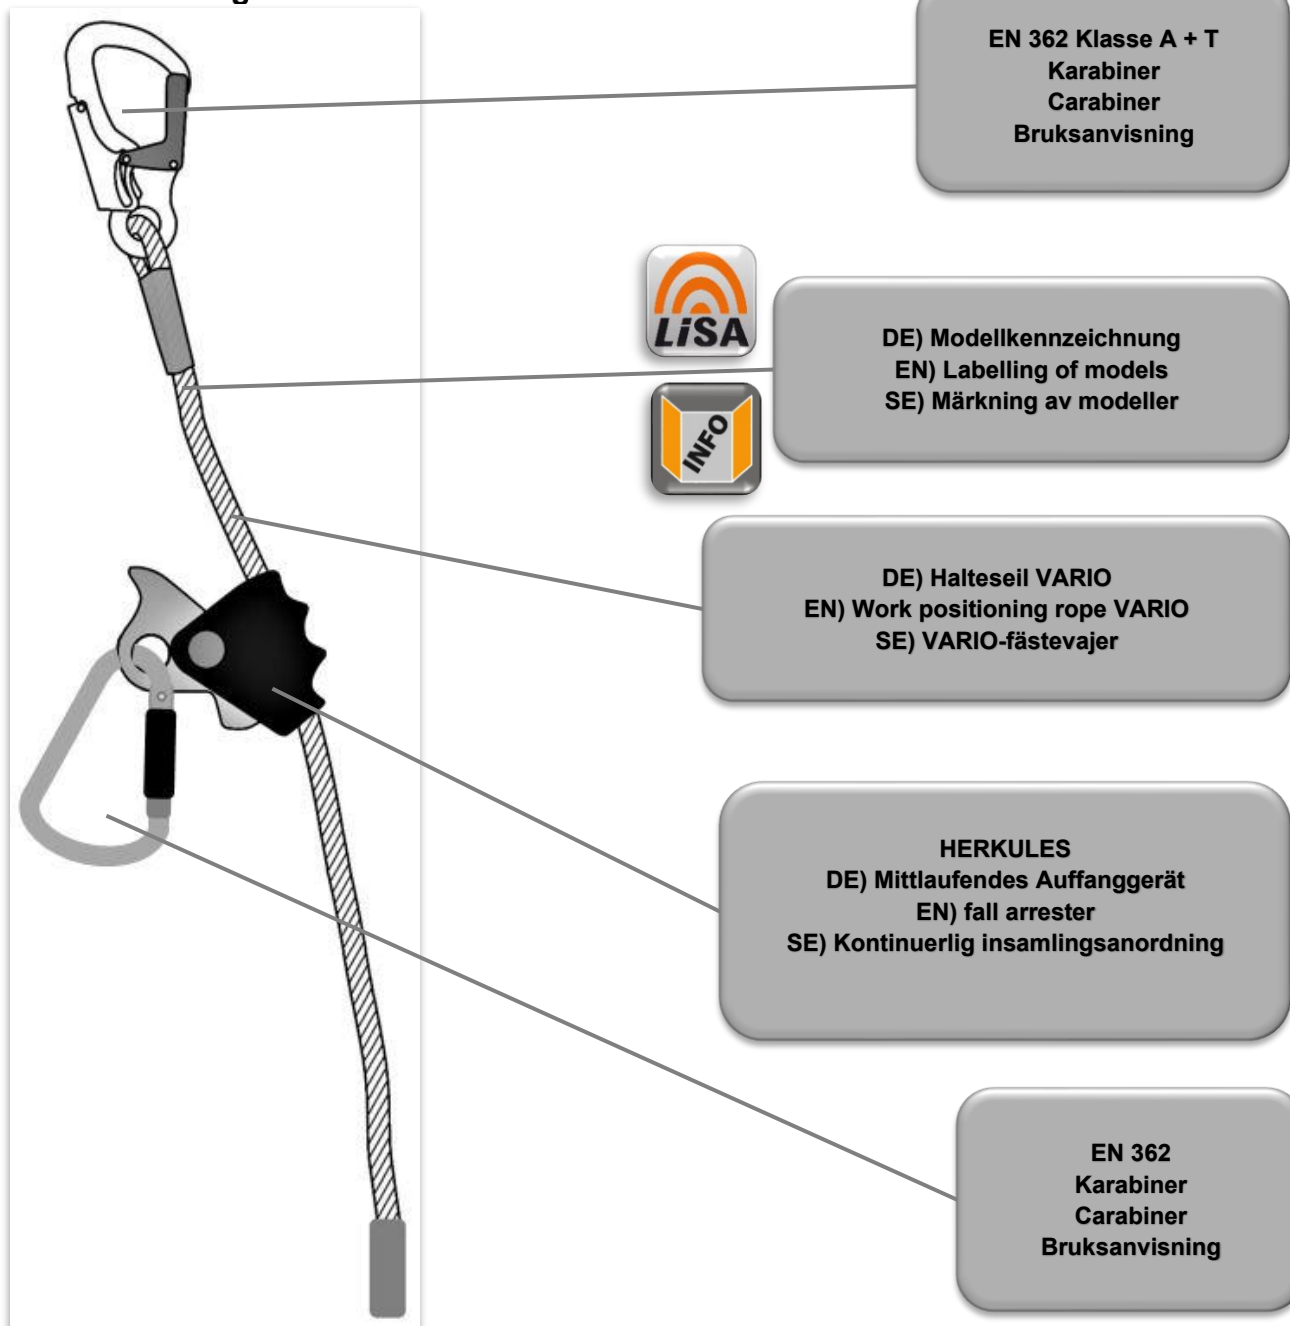 EN 362 Klasse A + T
Karabiner
Carabiner
Bruksanvisning
LiSA
DE) Modellkennzeichnung
EN) Labelling of models
SE) Märkning av modeller
INFO
DE) Halteseil VARIO
EN) Work positioning rope VARIO
SE) VARIO-fästevajer
HERKULES
DE) Mittlaufendes Auffanggerät
EN) fall arrester
SE) Kontinuerlig insamlingsanordning
EN 362
Karabiner
Carabiner
Bruksanvisning